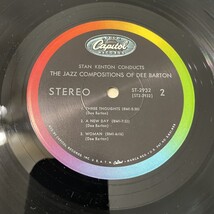 Capitol
STAN KENTON CONDUCTS
THE JAZZ COMPOSITIONS OF DEE BARTON
STEREO
ST-2932
2
1. THREE THOUGHTS
(Dee Barton)
2. A NEW DAY
(Dee Barton)
3. WOMAN
(Dee Barton)